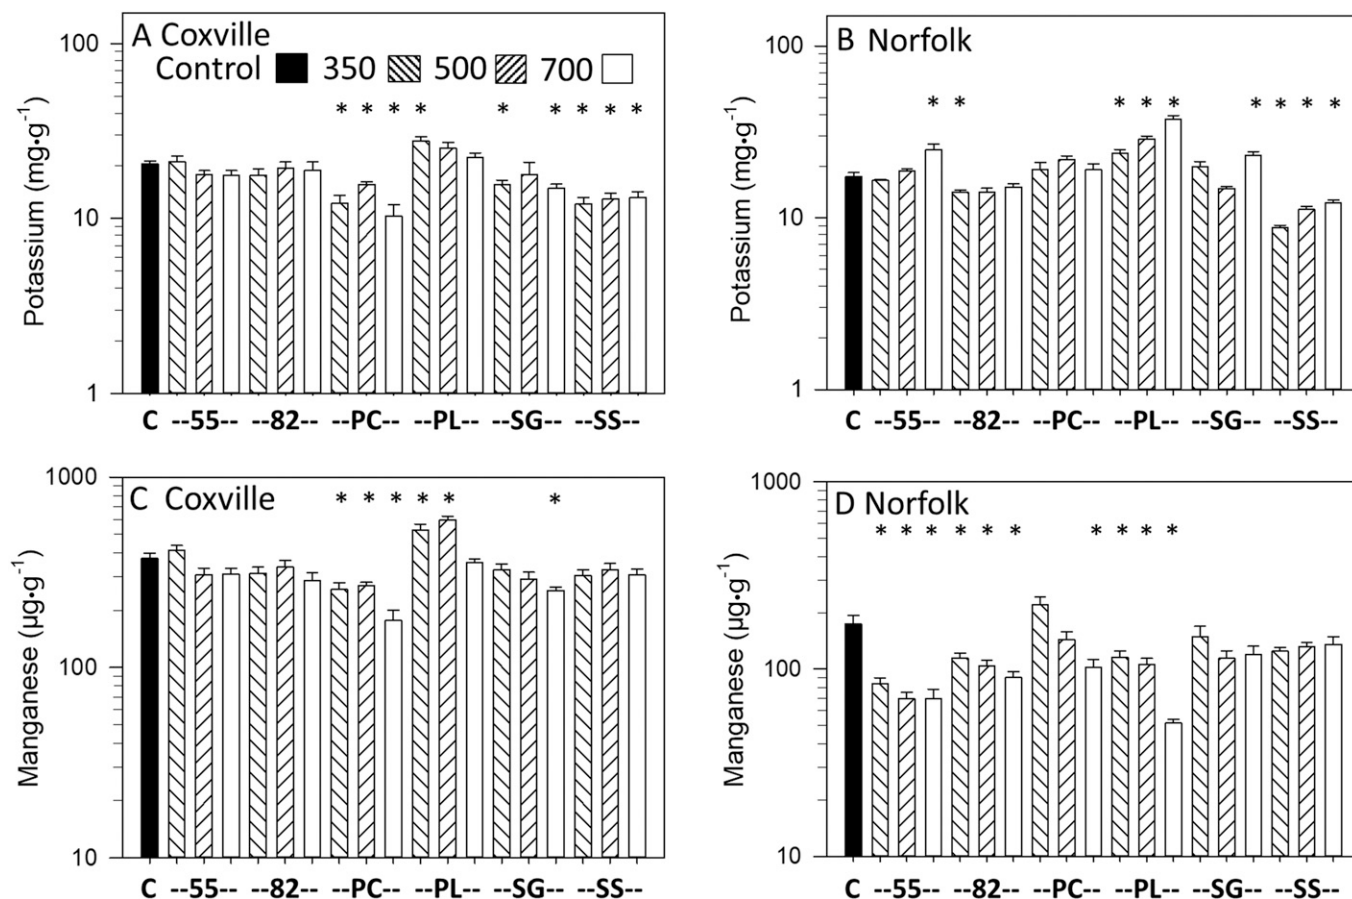 A Coxville
Control 350 500 700
100
10
1
Potassium (mg•g-1)
* * * * * * * * *
C --55-- --82-- --PC-- --PL-- --SG-- --SS--
B Norfolk
100
10
1
Potassium (mg•g-1)
* * * * * * * * *
C --55-- --82-- --PC-- --PL-- --SG-- --SS--
C Coxville
1000
100
10
Manganese (µg•g-1)
* * * * * *
C --55-- --82-- --PC-- --PL-- --SG-- --SS--
D Norfolk
1000
100
10
Manganese (µg•g-1)
* * * * * * * * * *
C --55-- --82-- --PC-- --PL-- --SG-- --SS--